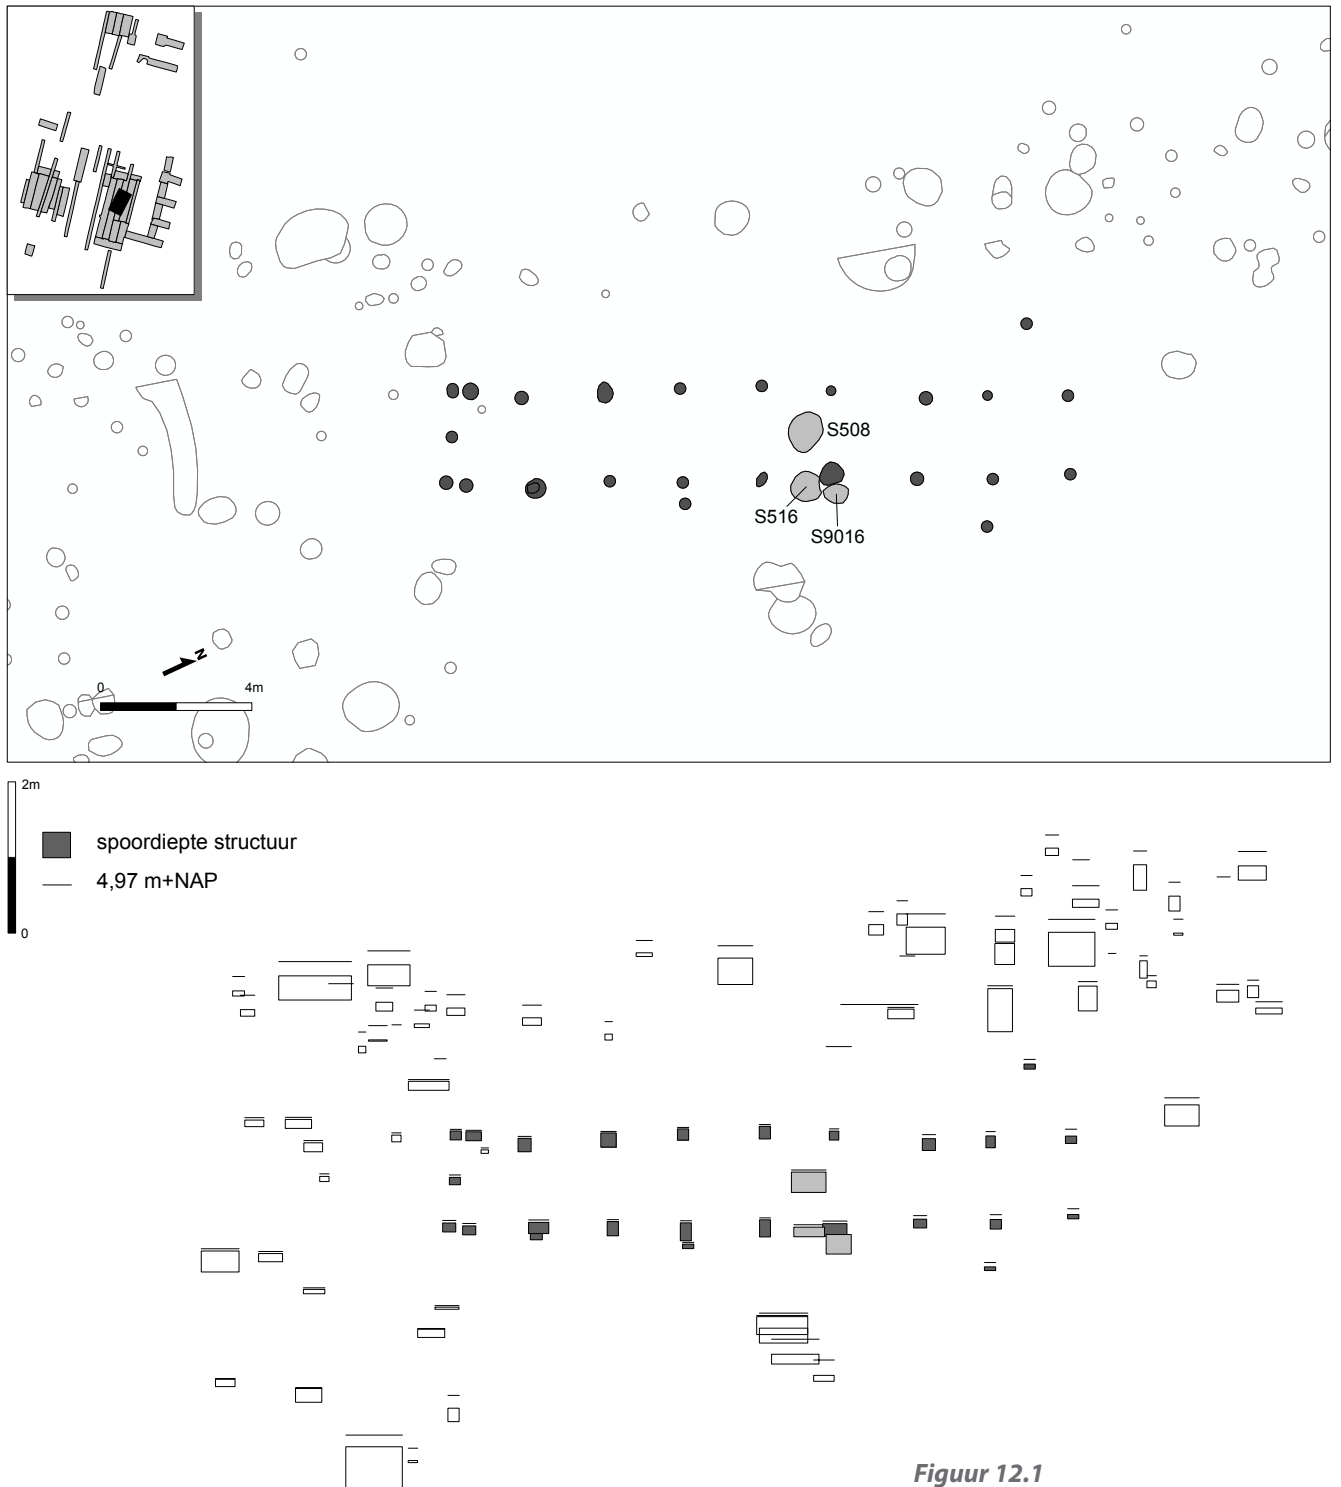 S508
S516
S9016
N
0 4m
2m
spoordiepte structuur
4,97 m+NAP
0
Figuur 12.1